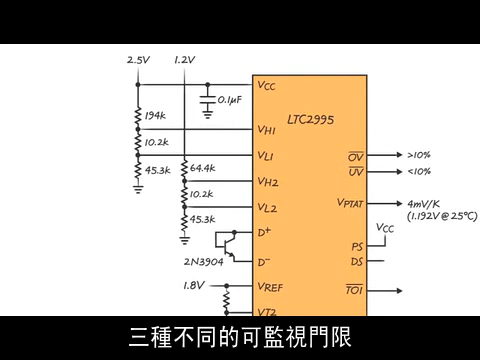 2.5V 1.2V
VCC
0.1µF
LTC2995
194k
VH1
10.2k
VL1
OV >10%
45.3k
64.4k
UV <10%
VH2
10.2k
VPTAT 4mV/K
(1.192V @ 25°C)
VL2
45.3k
VCC
D+
PS
2N3904 D-
DS
1.8V VREF
TO1
VT2
三種不同的可監視門限